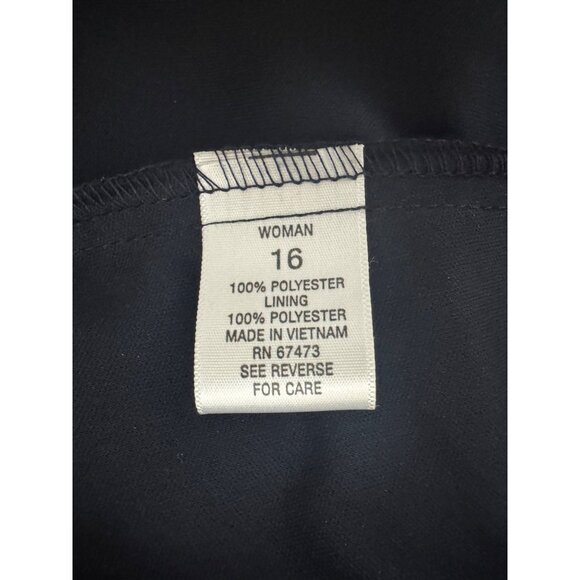 WOMAN
16
100% POLYESTER
LINING
100% POLYESTER
MADE IN VIETNAM
RN 67473
SEE REVERSE
FOR CARE